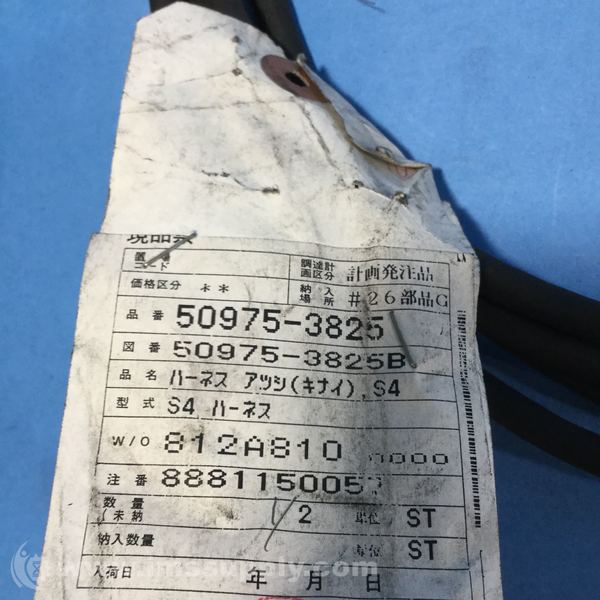 現品票
コード
調達計画区分 計画発注品
価格区分 **
納入場所 #26部品G
品番 50975-3825
図番 50975-3825B
品名 ハーネス アツシ(キナイ),S4
型式 S4,ハーネス
W/O 812A810 0000
注番 888115005
数量(未納 2 単位 ST
納入数量 単位 ST
入荷日 年 月 日